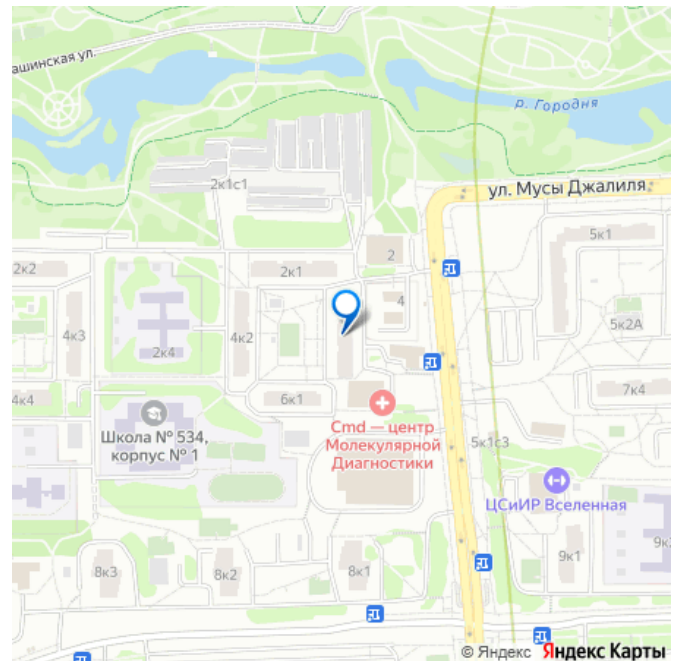 ашинская ул.
р. Городня
2к1с1
ул. Мусы Джалиля
5к1
2
2к2
2к1
4
4к3
4к2
5к2А
2к4
4к4
6к1
7к4
Школа № 534,
корпус № 1
Cmd — центр
Молекулярной
Диагностики
5к1с3
ЦСиИР Вселенная
8к3
8к2
8к1
9к1
9к
© Яндекс Яндекс Карты